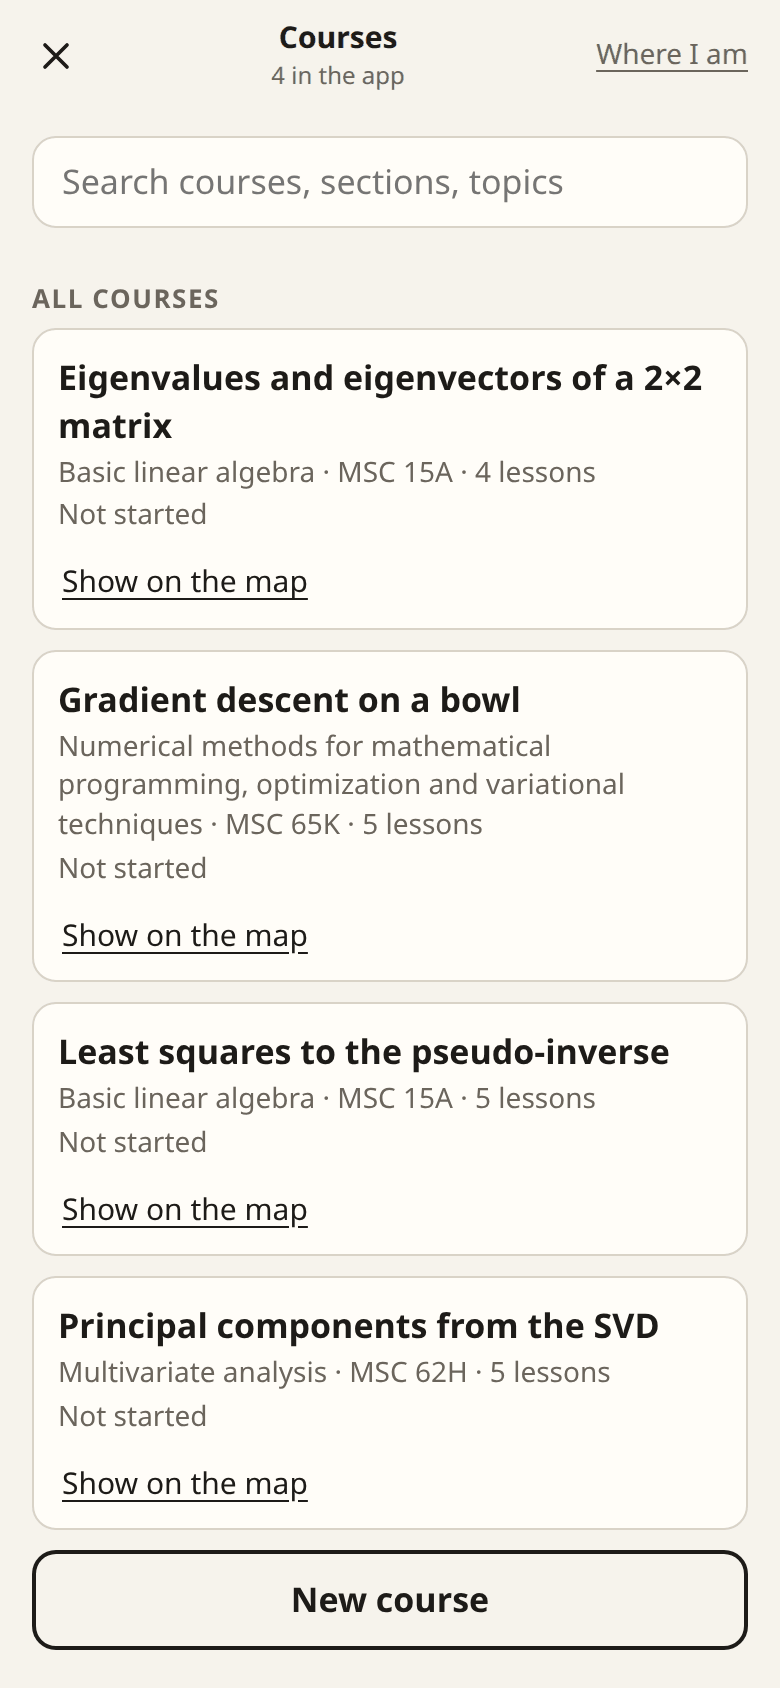 Courses
4 in the app
Where I am
Search courses, sections, topics
ALL COURSES
Eigenvalues and eigenvectors of a 2×2
matrix
Basic linear algebra · MSC 15A · 4 lessons
Not started
Show on the map
Gradient descent on a bowl
Numerical methods for mathematical
programming, optimization and variational
techniques · MSC 65K · 5 lessons
Not started
Show on the map
Least squares to the pseudo-inverse
Basic linear algebra · MSC 15A · 5 lessons
Not started
Show on the map
Principal components from the SVD
Multivariate analysis · MSC 62H · 5 lessons
Not started
Show on the map
New course